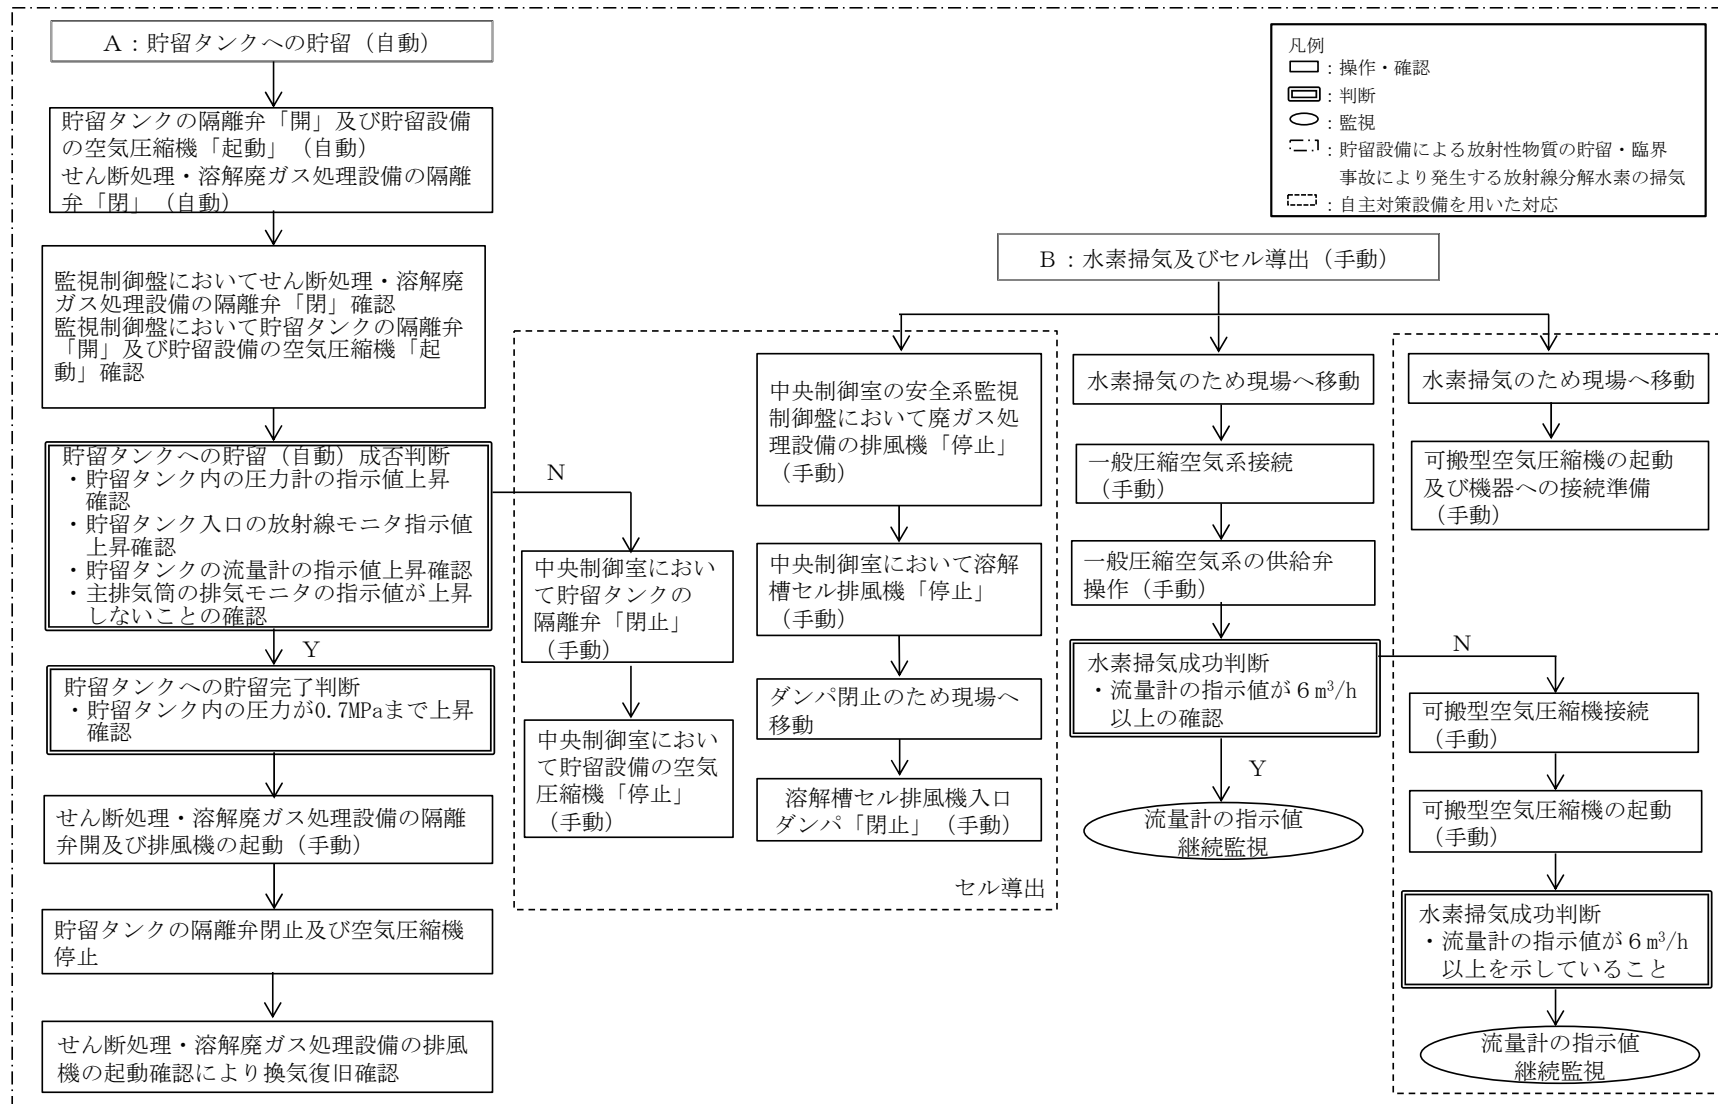 A：貯留タンクへの貯留（自動）
貯留タンクの隔離弁「開」及び貯留設備
の空気圧縮機「起動」（自動）
せん断処理・溶解廃ガス処理設備の隔離
弁「閉」（自動）
監視制御盤においてせん断処理・溶解廃
ガス処理設備の隔離弁「閉」確認
監視制御盤において貯留タンクの隔離弁
「開」及び貯留設備の空気圧縮機「起
動」確認
貯留タンクへの貯留（自動）成否判断
・貯留タンク内の圧力計の指示値上昇
確認
・貯留タンク入口の放射線モニタ指示値
上昇確認
・貯留タンクの流量計の指示値上昇確認
・主排気筒の排気モニタの指示値が上昇
しないことの確認
N
Y
貯留タンクへの貯留完了判断
・貯留タンク内の圧力が0.7MPaまで上昇
確認
せん断処理・溶解廃ガス処理設備の隔離
弁開及び排風機の起動（手動）
貯留タンクの隔離弁閉止及び空気圧縮機
停止
せん断処理・溶解廃ガス処理設備の排風
機の起動確認により換気復旧確認
中央制御室におい
て貯留タンクの
隔離弁「閉止」
（手動）
中央制御室におい
て貯留設備の空気
圧縮機「停止」
（手動）
凡例
：操作・確認
：判断
：監視
：貯留設備による放射性物質の貯留・臨界
事故により発生する放射線分解水素の掃気
：自主対策設備を用いた対応
B：水素掃気及びセル導出（手動）
中央制御室の安全系監視
制御盤において廃ガス処
理設備の排風機「停止」
（手動）
中央制御室において溶解
槽セル排風機「停止」
（手動）
ダンパ閉止のため現場へ
移動
溶解槽セル排風機入口
ダンパ「閉止」（手動）
セル導出
水素掃気のため現場へ移動
一般圧縮空気系接続
（手動）
一般圧縮空気系の供給弁
操作（手動）
水素掃気成功判断
・流量計の指示値が６m³/h
以上の確認
N
Y
流量計の指示値
継続監視
水素掃気のため現場へ移動
可搬型空気圧縮機の起動
及び機器への接続準備
（手動）
可搬型空気圧縮機接続
（手動）
可搬型空気圧縮機の起動
（手動）
水素掃気成功判断
・流量計の指示値が６m³/h
以上を示していること
流量計の指示値
継続監視